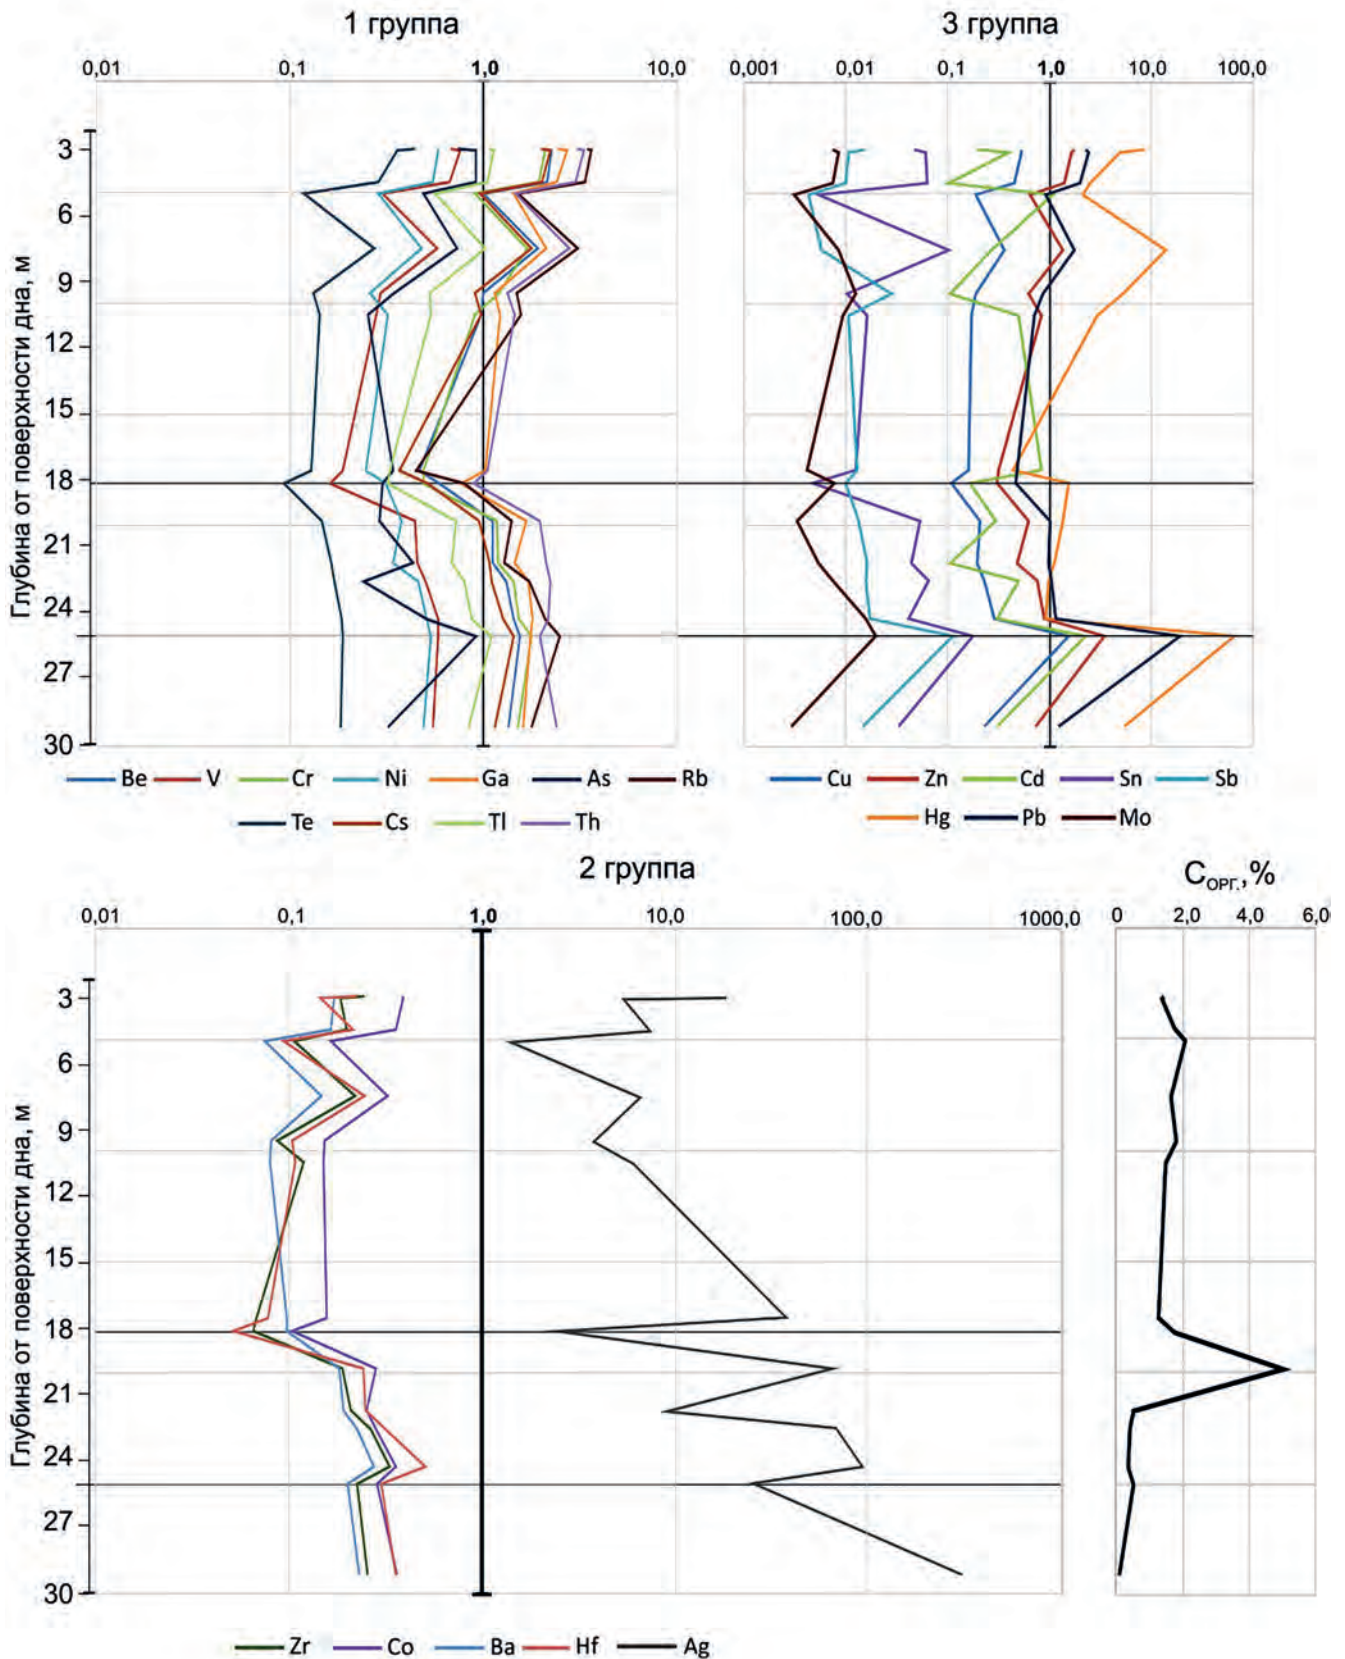 1 группа
3 группа
0,01 0,1 1,0 10,0
0,001 0,01 0,1 1,0 10,0 100,0
Глубина от поверхности дна, м
3
6
9
12
15
18
21
24
27
30
Be V Cr Ni Ga As Rb
Te Cs Tl Th
Cu Zn Cd Sn Sb
Hg Pb Mo
2 группа
CОРГ.,%
0,01 0,1 1,0 10,0 100,0 1000,0
0 2,0 4,0 6,0
Глубина от поверхности дна, м
3
6
9
12
15
18
21
24
27
30
Zr Co Ba Hf Ag